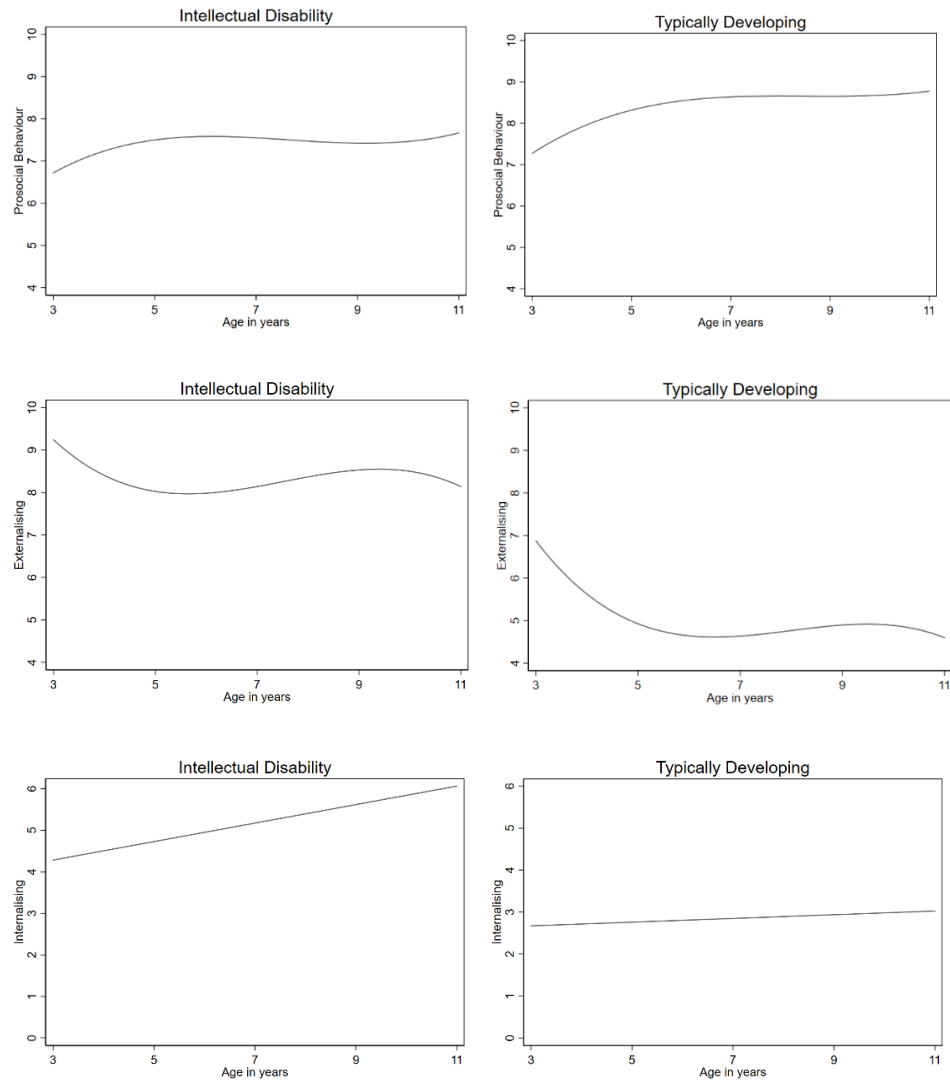 Intellectual Disability
10
9
8
7
6
5
4
Prosocial Behaviour
3 5 7 9 11
Age in years
Typically Developing
10
9
8
7
6
5
4
Prosocial Behaviour
3 5 7 9 11
Age in years
Intellectual Disability
10
9
8
7
6
5
4
Externalising
3 5 7 9 11
Age in years
Typically Developing
10
9
8
7
6
5
4
Externalising
3 5 7 9 11
Age in years
Intellectual Disability
6
5
4
3
2
1
0
Internalising
3 5 7 9 11
Age in years
Typically Developing
6
5
4
3
2
1
0
Internalising
3 5 7 9 11
Age in years